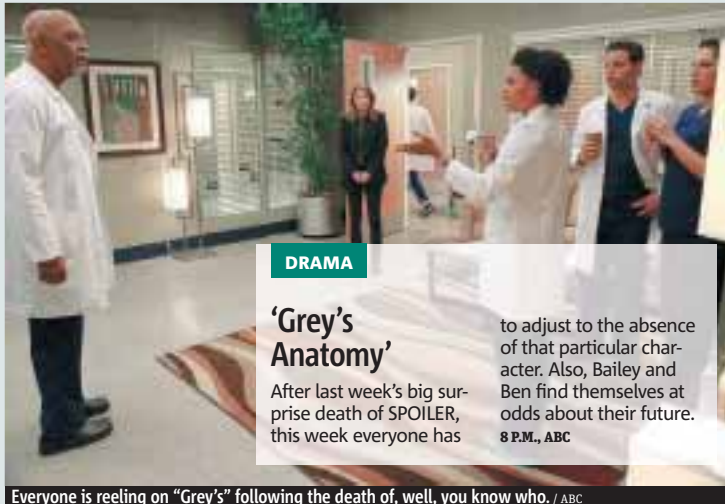 DRAMA
‘Grey’s
Anatomy’
After last week’s big sur-
prise death of SPOILER,
this week everyone has
to adjust to the absence
of that particular char-
acter. Also, Bailey and
Ben find themselves at
odds about their future.
8 P.M., ABC
Everyone is reeling on “Grey’s” following the death of, well, you know who. / ABC